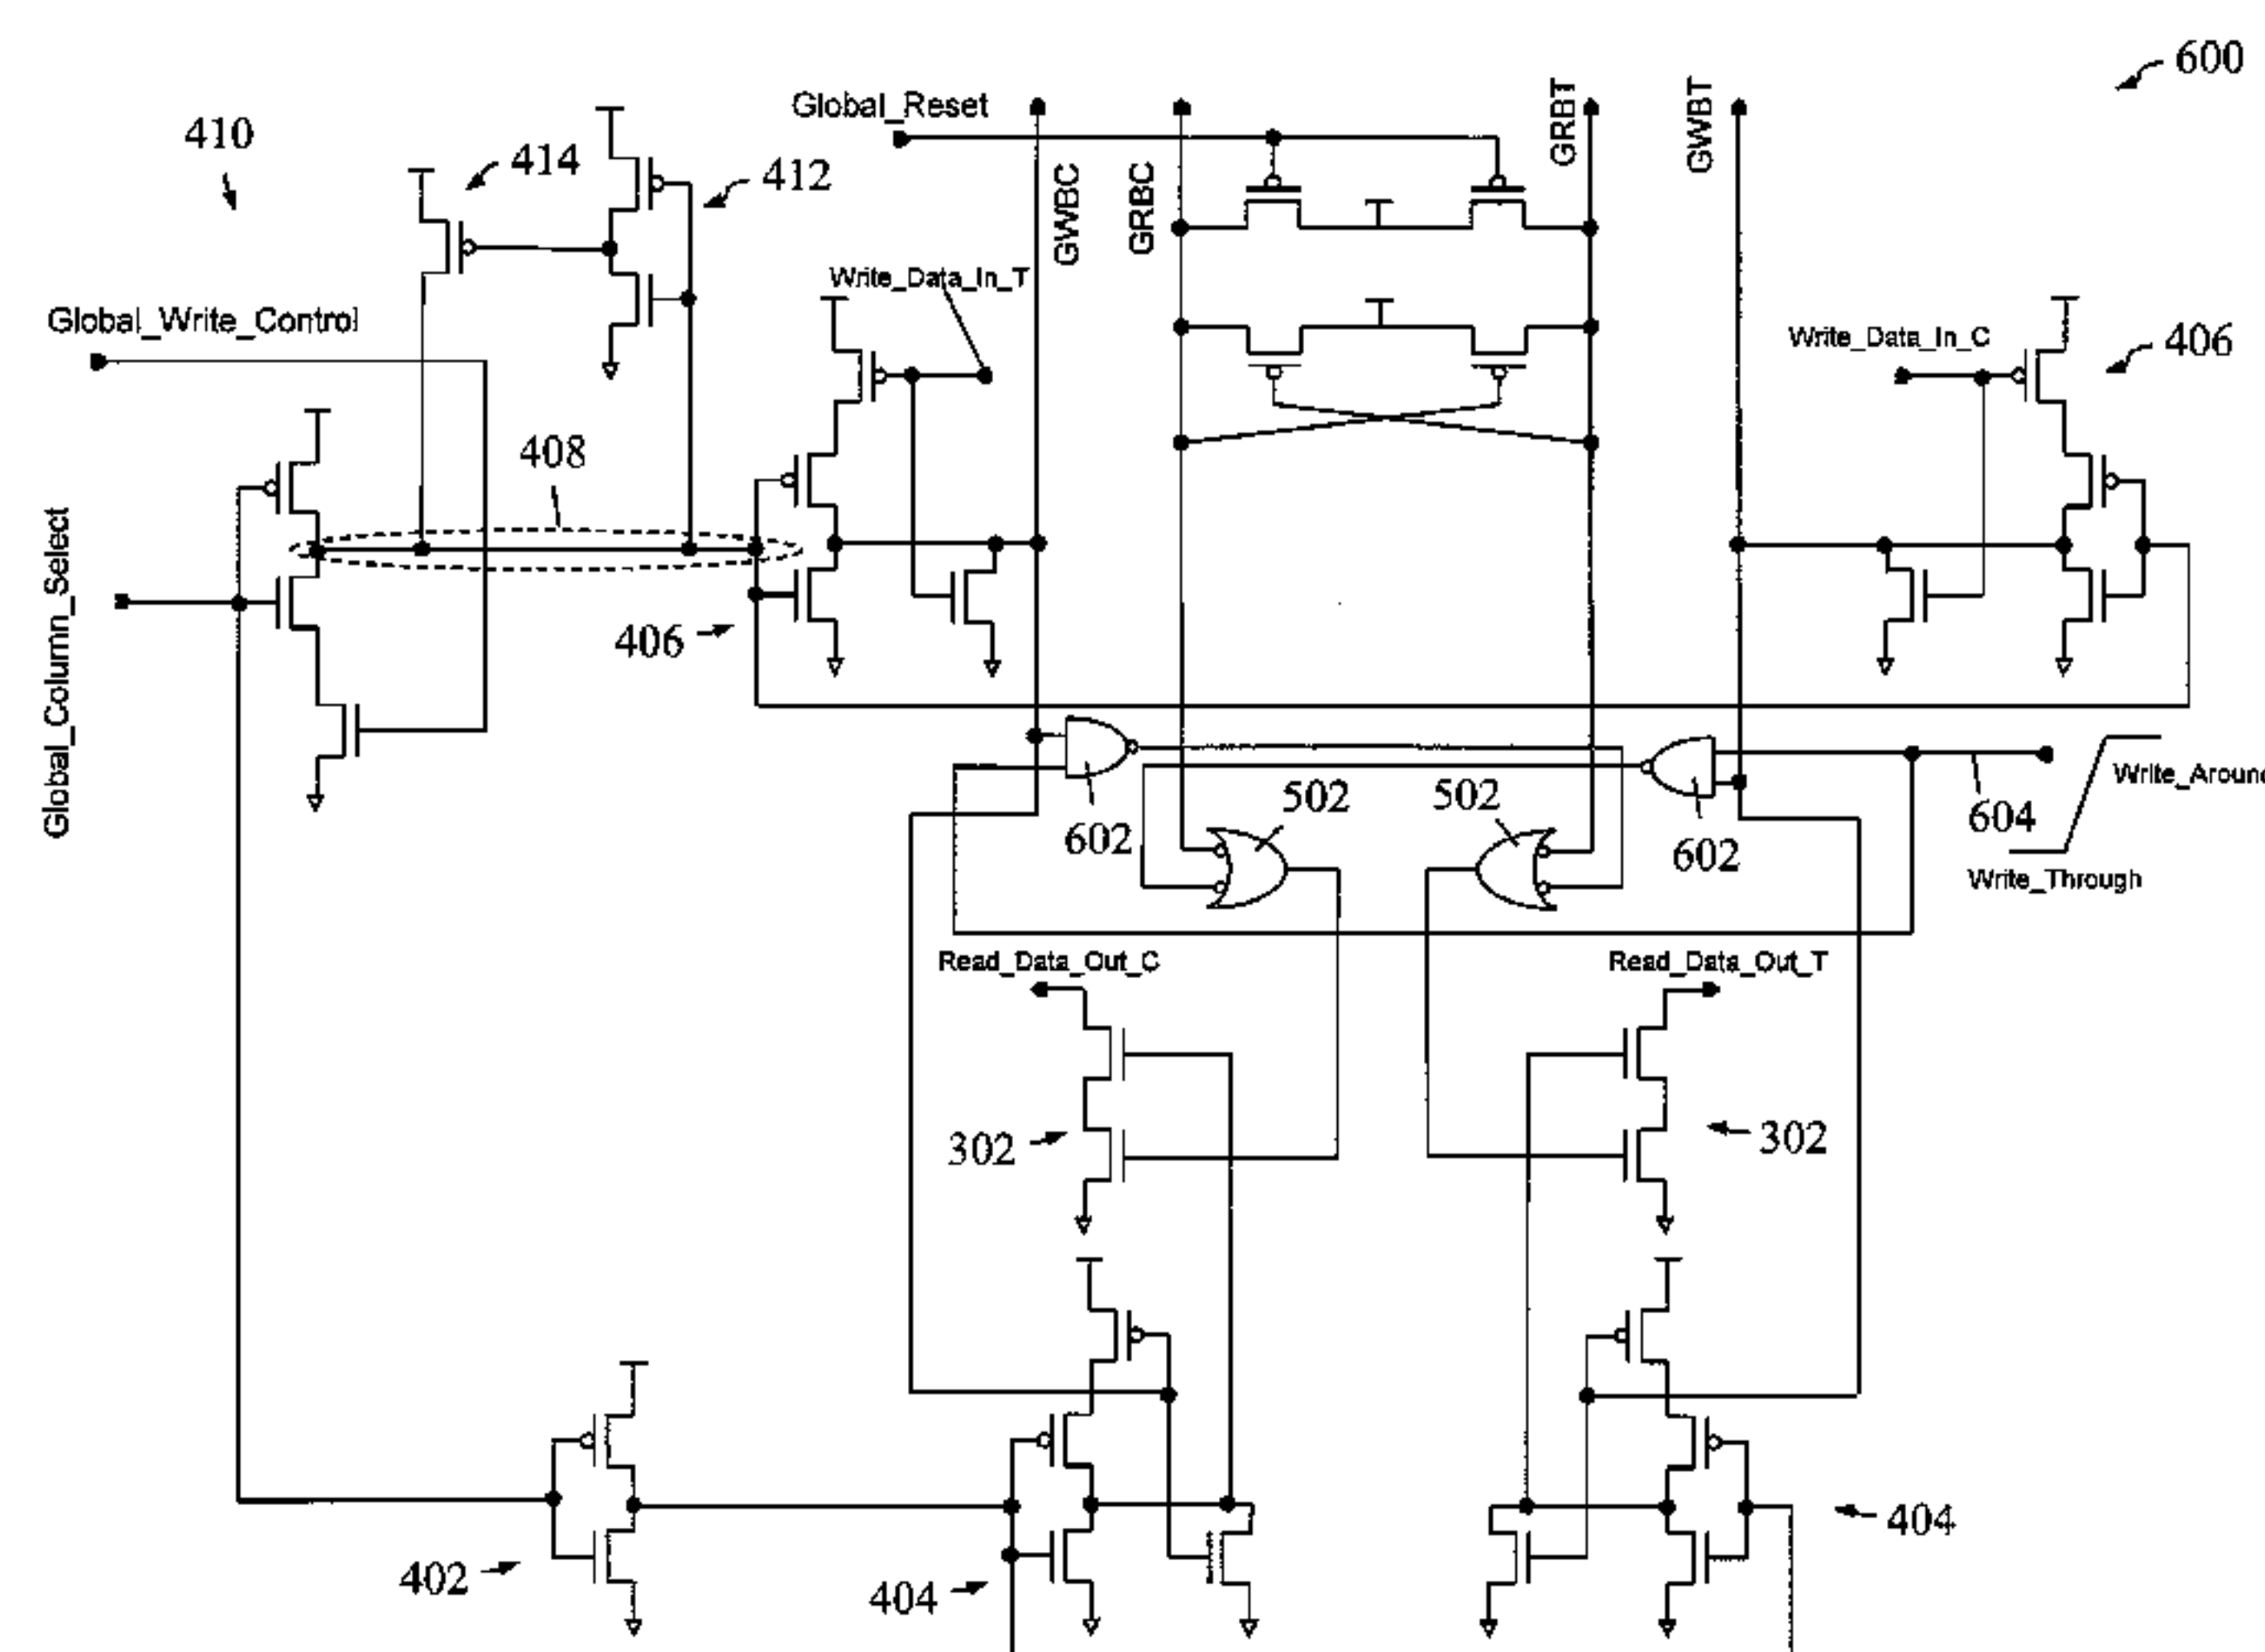 600
Global_Reset
410
414
412
GWBC
GRBC
GRBT
GWBT
Write_Data_In_T
Global_Write_Control
Write_Data_In_C
406
408
Global_Column_Select
406
602
502
502
602
604
Write_Around
Write_Through
Read_Data_Out_C
Read_Data_Out_T
302
302
402
404
404